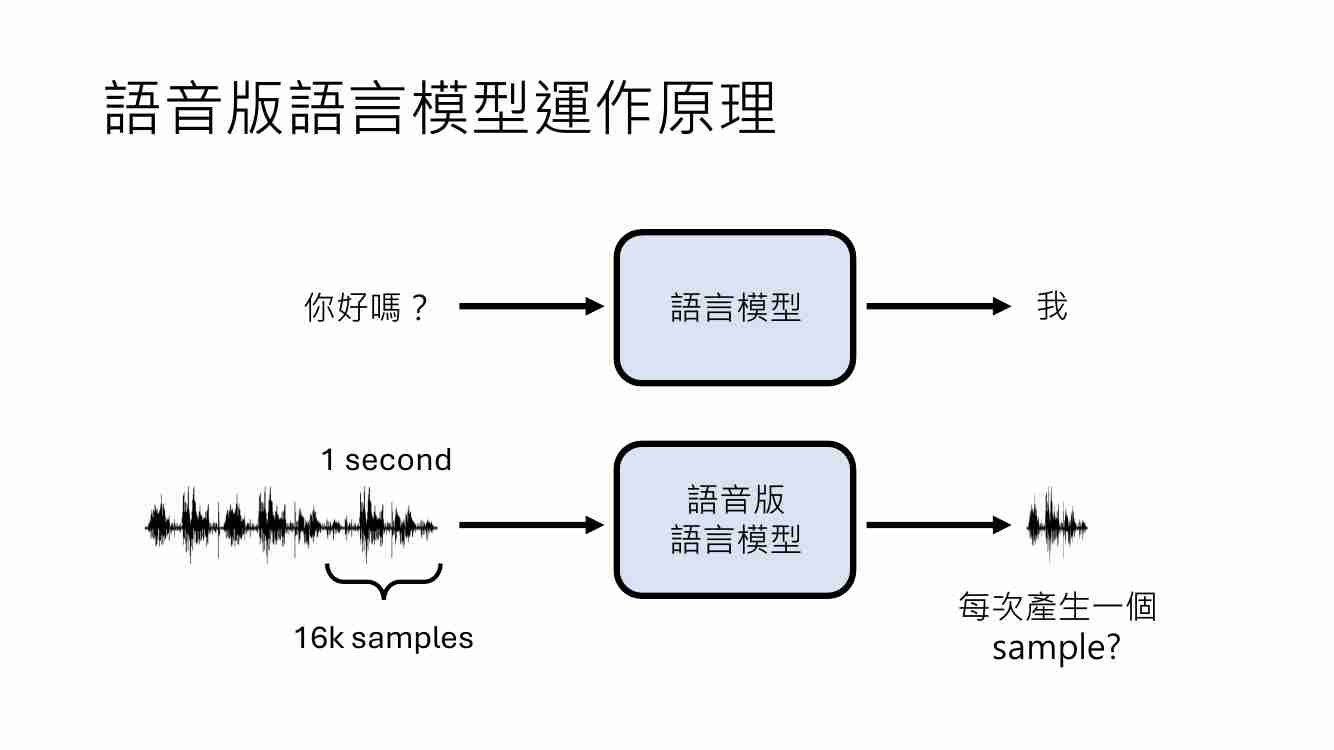 語音版語言模型運作原理
你好嗎？
語言模型
我
1 second
16k samples
語音版
語言模型
每次產生一個
sample?